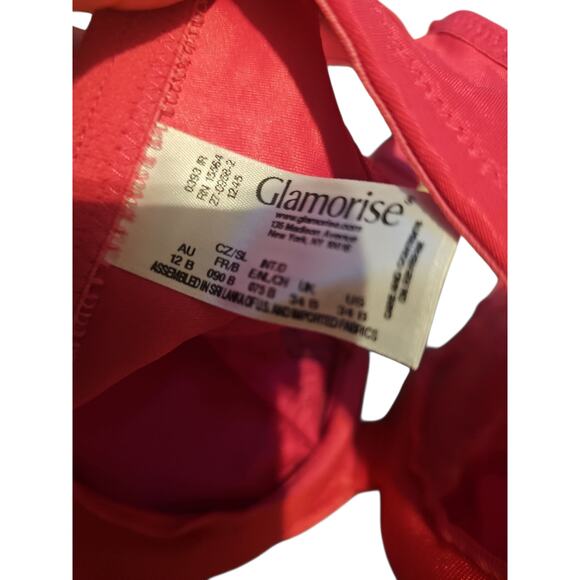 0393 IR
RN 15564
27-0958-2
1245
Glamorise
www.glamorise.com
135 Madison Avenue
New York, NY 10016
AU CZ/SL INT./D
12 B FR/B E/NL/CH UK US
090 B 075 B 34 B 34 B
ASSEMBLED IN SRI LANKA OF U.S. AND IMPORTED FABRICS